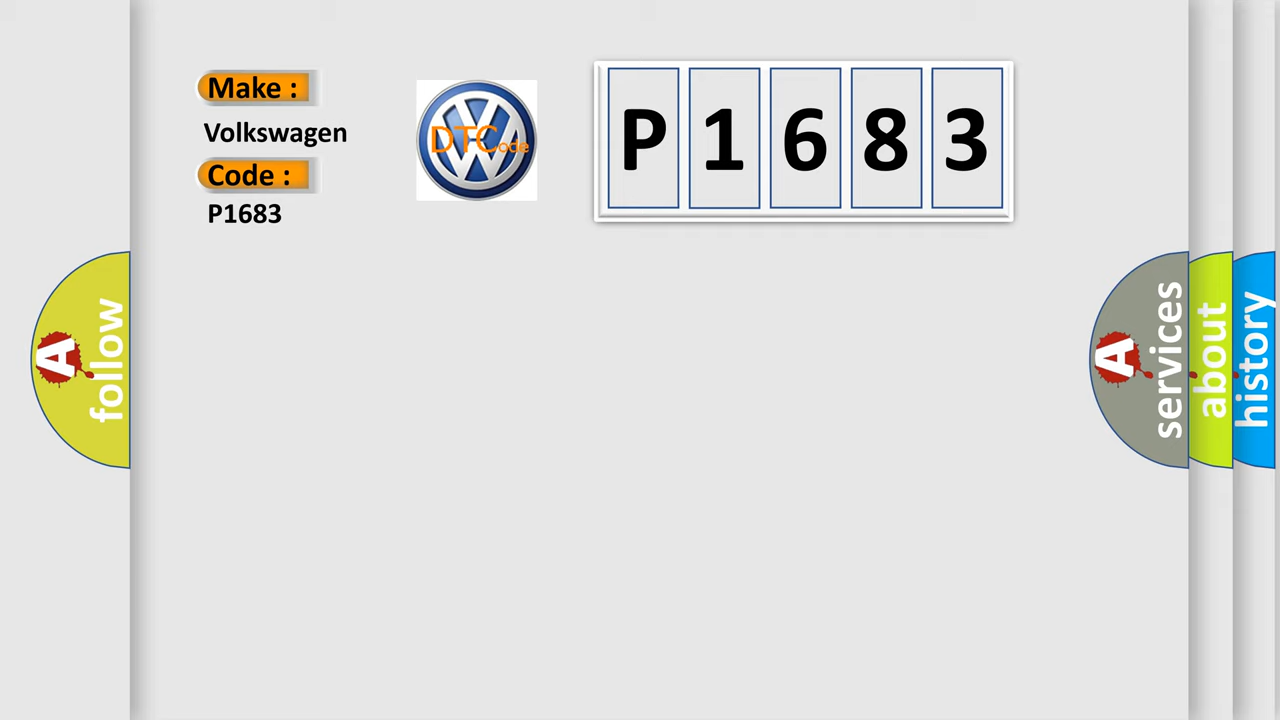 Make :
Volkswagen
Code :
P1683
DTCode
P 1 6 8 3
A follow
A services
about
history